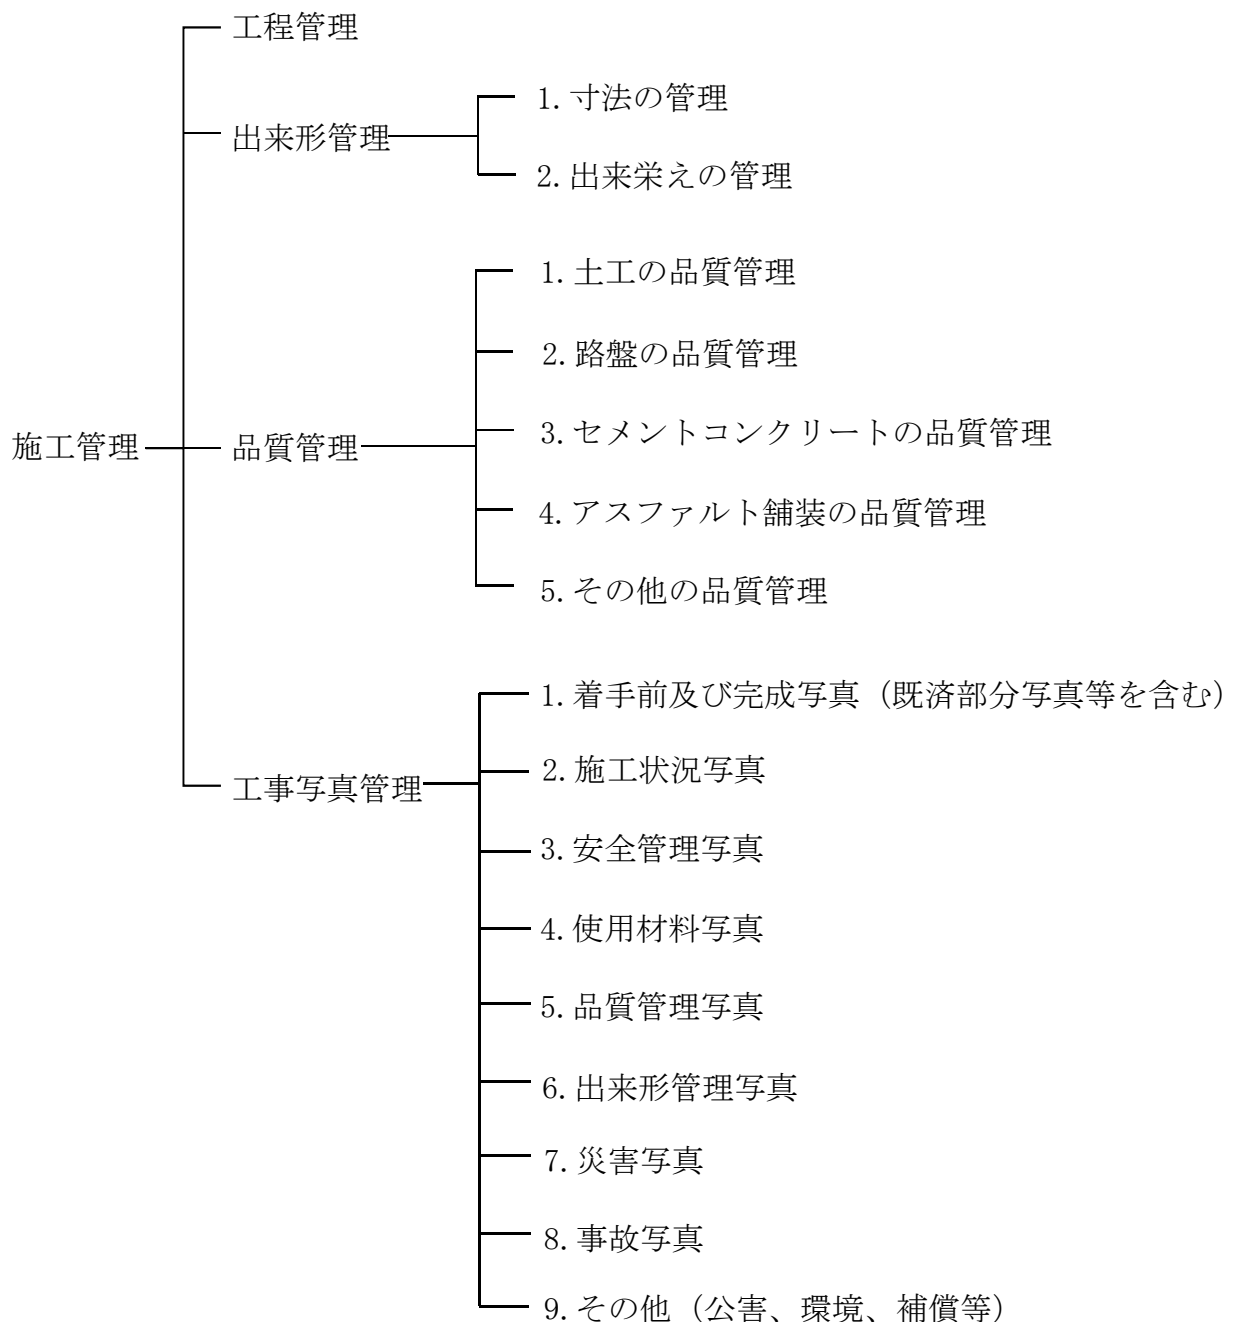 工程管理
出来形管理
1.寸法の管理
2.出来栄えの管理
施工管理
品質管理
1.土工の品質管理
2.路盤の品質管理
3.セメントコンクリートの品質管理
4.アスファルト舗装の品質管理
5.その他の品質管理
工事写真管理
1.着手前及び完成写真（既済部分写真等を含む）
2.施工状況写真
3.安全管理写真
4.使用材料写真
5.品質管理写真
6.出来形管理写真
7.災害写真
8.事故写真
9.その他（公害、環境、補償等）